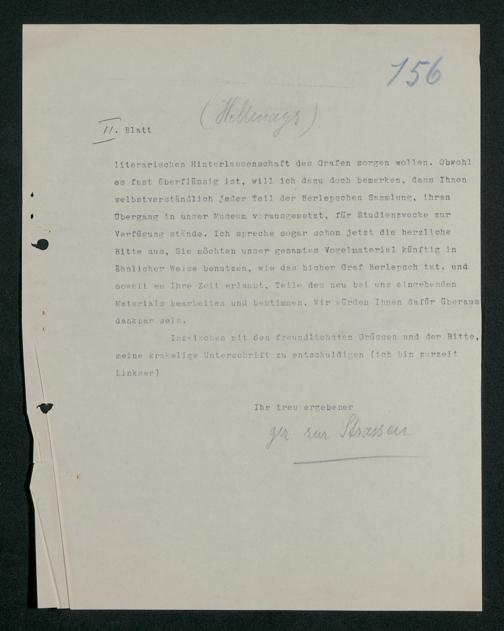 156
(Hellmayr)
II. Blatt
literarischen Hinterlassenschaft des Grafen sorgen wollen. Obwohl
es fast überflüssig ist, will ich dazu doch bemerken, dass Ihnen
selbstverständlich jeder Teil der Berlepschen Sammlung, ihren
Übergang in unser Museum vorausgesetzt, für Studienzwecke zur
Verfügung stände. Ich spreche sogar schon jetzt die herzliche
Bitte aus, Sie möchten unser gesamtes Vogelmaterial künftig in
Ähnlicher Weise benutzen, wie das bisher Graf Berlepsch tat, und
soweit es Ihre Zeit erlaubt, Teile des neu bei uns eingehenden
Materials bearbeiten und bestimmen. Wir würden Ihnen dafür überaus
dankbar sein.
Inzwischen mit den freundlichsten Grüssen und der Bitte,
meine krakelige Unterschrift zu entschuldigen (ich bin zurzeit
Linkser)
Ihr treu ergebener
gez zur Strassen